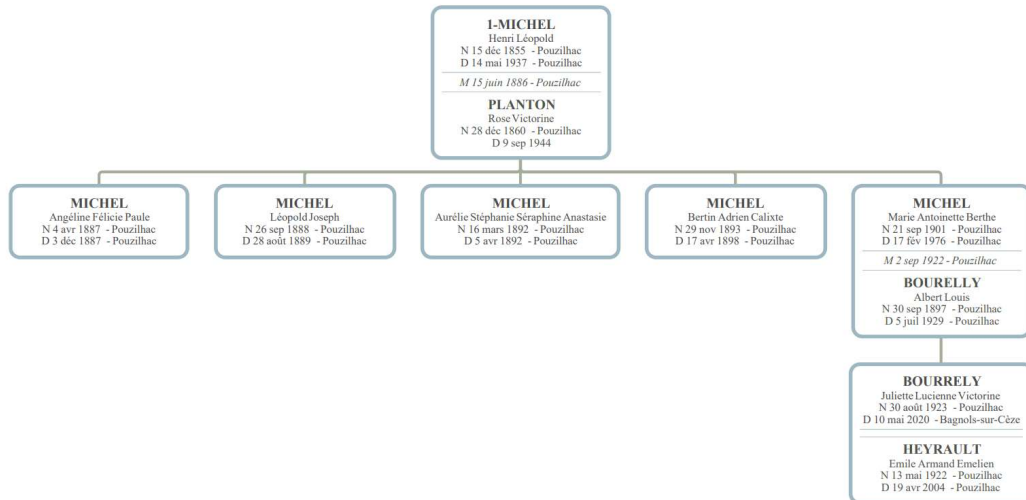 1-MICHEL
Henri Léopold
N 15 déc 1855 - Pouzilhac
D 14 mai 1937 - Pouzilhac
M 15 juin 1886 - Pouzilhac
PLANTON
Rose Victorine
N 28 déc 1860 - Pouzilhac
D 9 sep 1944
MICHEL
Angéline Félicie Paule
N 4 avr 1887 - Pouzilhac
D 3 déc 1887 - Pouzilhac
MICHEL
Léopold Joseph
N 26 sep 1888 - Pouzilhac
D 28 août 1889 - Pouzilhac
MICHEL
Aurélie Stéphanie Séraphine Anastasie
N 16 mars 1892 - Pouzilhac
D 5 avr 1892 - Pouzilhac
MICHEL
Bertin Adrien Calixte
N 29 nov 1893 - Pouzilhac
D 17 avr 1898 - Pouzilhac
MICHEL
Marie Antoinette Berthe
N 21 sep 1901 - Pouzilhac
D 17 fév 1976 - Pouzilhac
M 2 sep 1922 - Pouzilhac
BOURELLY
Albert Louis
N 30 sep 1897 - Pouzilhac
D 5 juil 1929 - Pouzilhac
BOURRELY
Juliette Lucienne Victorine
N 30 août 1923 - Pouzilhac
D 10 mai 2020 - Bagnols-sur-Cèze
HEYRAULT
Emile Armand Emelien
N 13 mai 1922 - Pouzilhac
D 19 avr 2004 - Pouzilhac